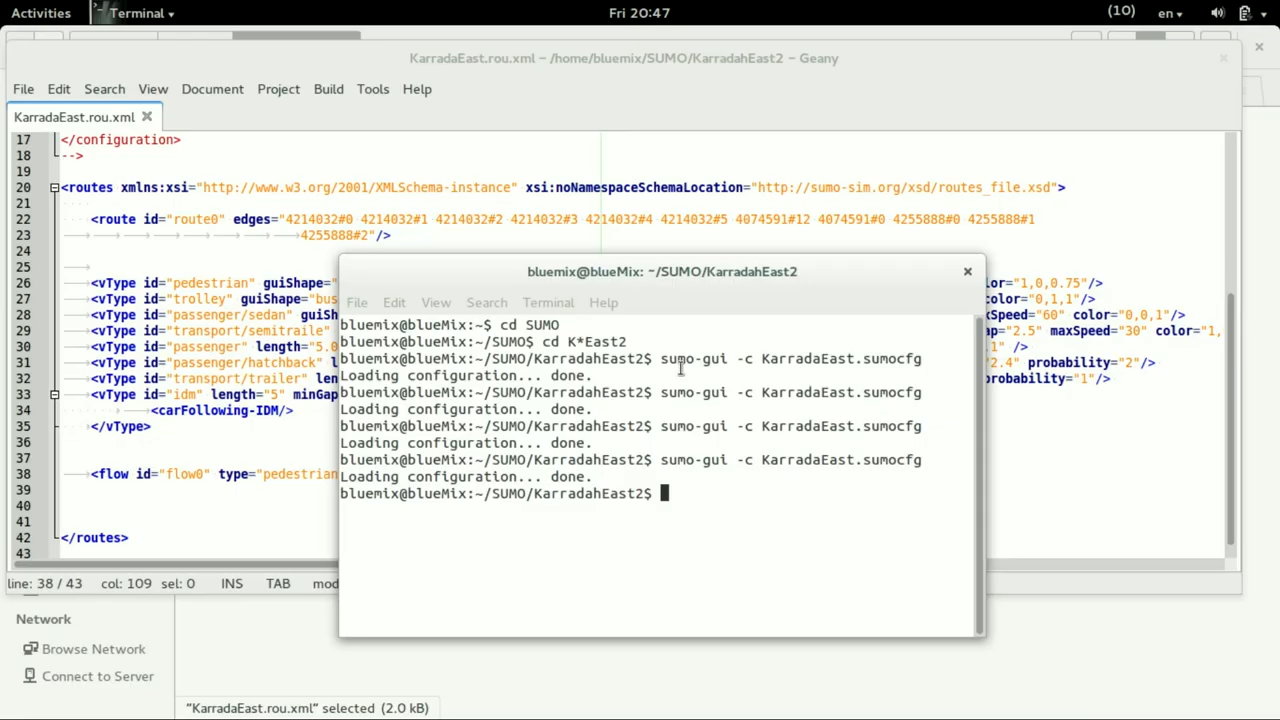 Activities
Terminal
Fri 20:47
(10)
en
KarradaEast.rou.xml – /home/bluemix/SUMO/KarradahEast2 – Geany
File Edit Search View Document Project Build Tools Help
KarradaEast.rou.xml
17 </configuration>
18 -->
19
20 <routes xmlns:xsi="http://www.w3.org/2001/XMLSchema-instance" xsi:noNamespaceSchemaLocation="http://sumo-sim.org/xsd/routes_file.xsd">
21
22 <route id="route0" edges="4214032#0 4214032#1 4214032#2 4214032#3 4214032#4 4214032#5 4074591#12 4074591#0 4255888#0 4255888#1
23 4255888#2"/>
24
25
26 <vType id="pedestrian" guiShape= color="1,0,0.75"/>
27 <vType id="trolley" guiShape="bus color="0,1,1"/>
28 <vType id="passenger/sedan" guiSh xSpeed="60" color="0,0,1"/>
29 <vType id="transport/semitraile" ap="2.5" maxSpeed="30" color="1,
30 <vType id="passenger" length="5.0 ,1" />
31 <vType id="passenger/hatchback" l "2.4" probability="2"/>
32 <vType id="transport/trailer" len probability="1"/>
33 <vType id="idm" length="5" minGap
34 <carFollowing-IDM/>
35 </vType>
36
37
38 <flow id="flow0" type="pedestrian
39
40
41
42 </routes>
43
bluemix@blueMix: ~/SUMO/KarradahEast2
File Edit View Search Terminal Help
bluemix@blueMix:~$ cd SUMO
bluemix@blueMix:~/SUMO$ cd K*East2
bluemix@blueMix:~/SUMO/KarradahEast2$ sumo-gui -c KarradaEast.sumocfg
Loading configuration... done.
bluemix@blueMix:~/SUMO/KarradahEast2$ sumo-gui -c KarradaEast.sumocfg
Loading configuration... done.
bluemix@blueMix:~/SUMO/KarradahEast2$ sumo-gui -c KarradaEast.sumocfg
Loading configuration... done.
bluemix@blueMix:~/SUMO/KarradahEast2$ sumo-gui -c KarradaEast.sumocfg
Loading configuration... done.
bluemix@blueMix:~/SUMO/KarradahEast2$
line: 38 / 43 col: 109 sel: 0 INS TAB mod
Network
Browse Network
Connect to Server
"KarradaEast.rou.xml" selected (2.0 kB)